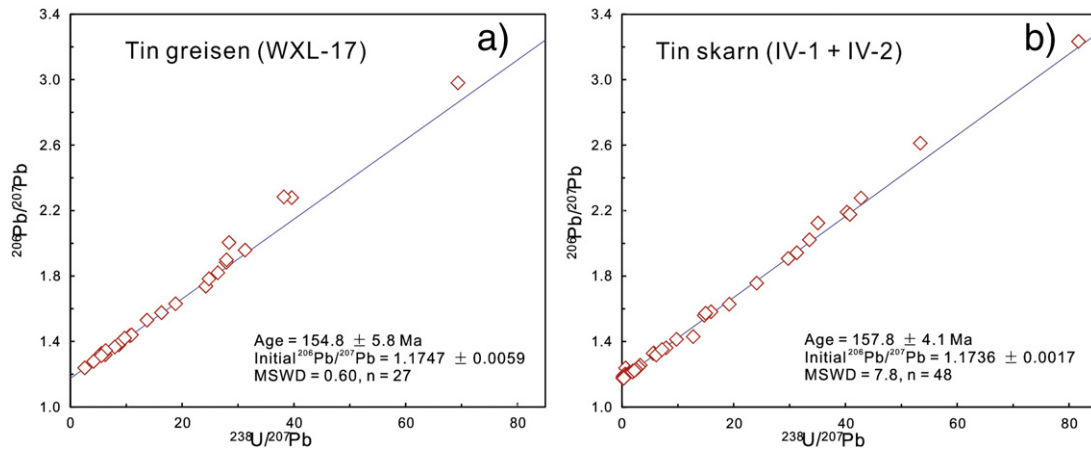 a)
Tin greisen (WXL-17)
3.4
3.0
2.6
2.2
1.8
1.4
1.0
²⁰⁶Pb/²⁰⁷Pb
Age = 154.8 ± 5.8 Ma
Initial ²⁰⁶Pb/²⁰⁷Pb = 1.1747 ± 0.0059
MSWD = 0.60, n = 27
0 20 40 60 80
²³⁸U/²⁰⁷Pb
b)
Tin skarn (IV-1 + IV-2)
3.4
3.0
2.6
2.2
1.8
1.4
1.0
²⁰⁶Pb/²⁰⁷Pb
Age = 157.8 ± 4.1 Ma
Initial ²⁰⁶Pb/²⁰⁷Pb = 1.1736 ± 0.0017
MSWD = 7.8, n = 48
0 20 40 60 80
²³⁸U/²⁰⁷Pb